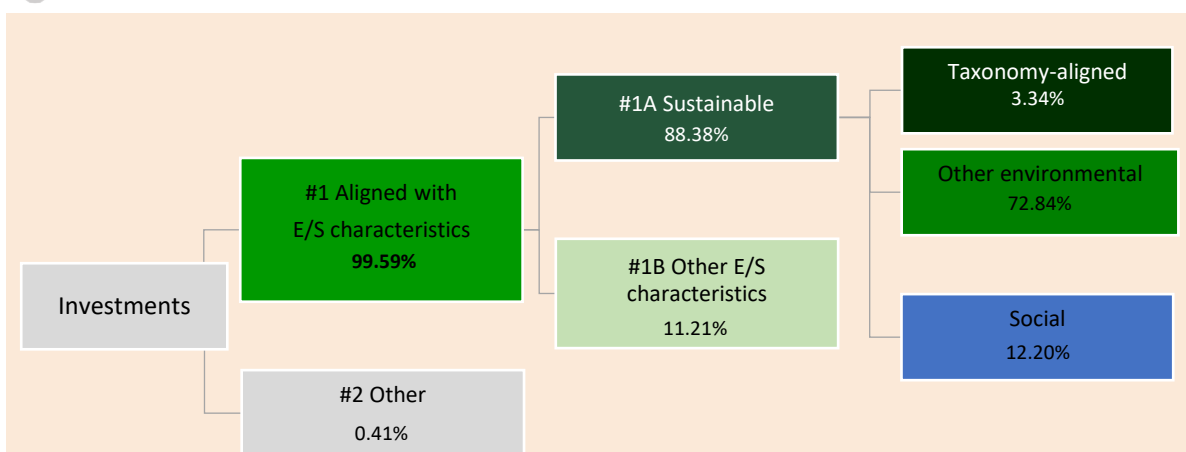 Investments
#1 Aligned with
E/S characteristics
99.59%
#2 Other
0.41%
#1A Sustainable
88.38%
#1B Other E/S
characteristics
11.21%
Taxonomy-aligned
3.34%
Other environmental
72.84%
Social
12.20%